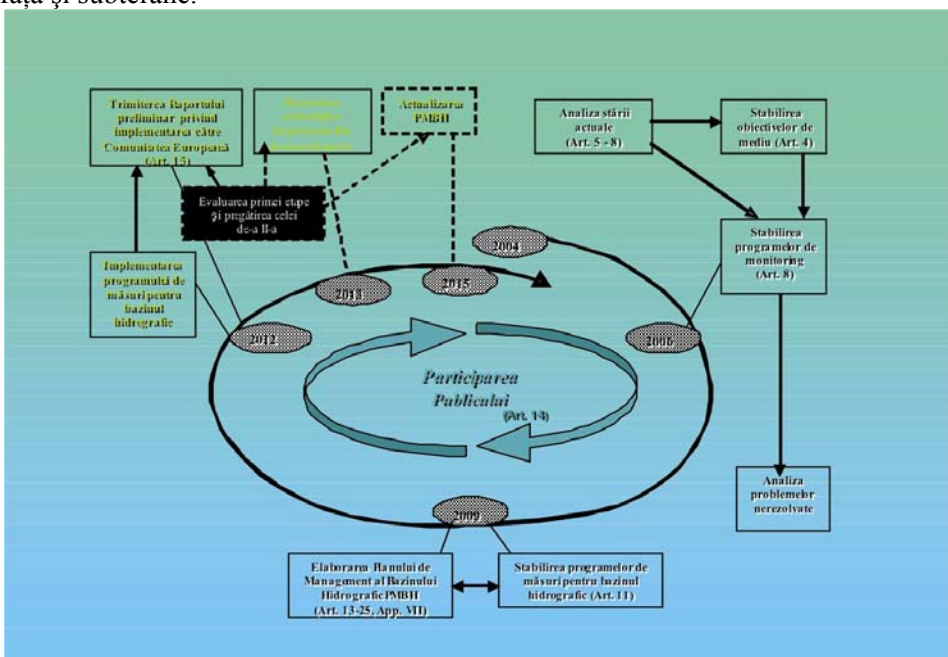 față și subterane.
Trimiterea Raportului
preliminar privind
implementarea către
Comunitatea Europeană
(Art. 15)
Actualizarea
PMBH
Analiza stării
actuale
(Art. 5 - 8)
Stabilirea
obiectivelor de
mediu (Art. 4)
Evaluarea primei etape
și pregătirea celei
de-a II-a
Implementarea
programului de
măsuri pentru
bazinul
hidrografic
Stabilirea
programelor de
monitoring
(Art. 8)
2004
2013
2015
2012
2006
Participarea
Publicului
(Art. 14)
2009
Analiza
problemelor
nerezolvate
Elaborarea Planului de
Management al Bazinului
Hidrografic PMBH
(Art. 13-25, App. VII)
Stabilirea programelor de
măsuri pentru bazinul
hidrografic (Art. 11)